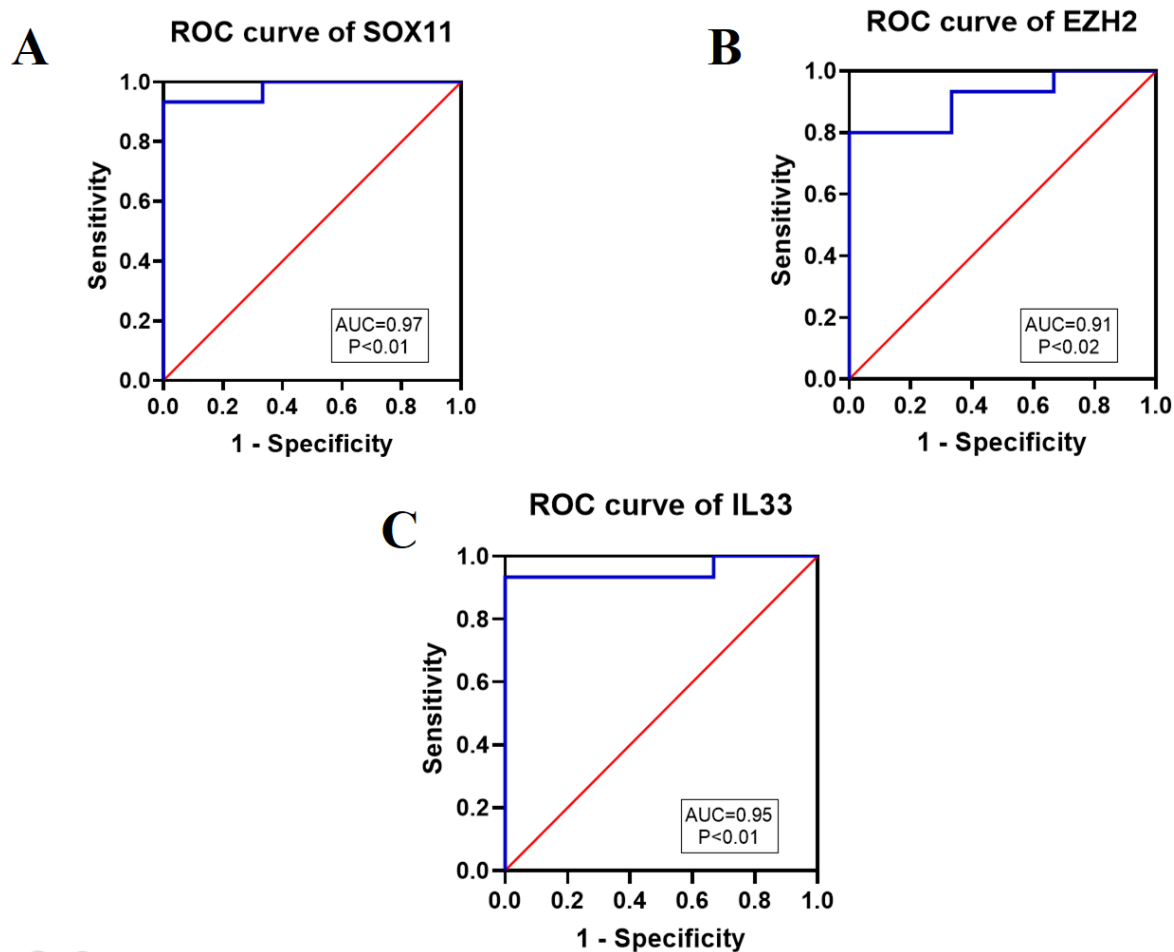 A
ROC curve of SOX11
1.0
0.8
0.6
0.4
0.2
0.0
Sensitivity
AUC=0.97
P<0.01
0.0 0.2 0.4 0.6 0.8 1.0
1 - Specificity
B
ROC curve of EZH2
1.0
0.8
0.6
0.4
0.2
0.0
Sensitivity
AUC=0.91
P<0.02
0.0 0.2 0.4 0.6 0.8 1.0
1 - Specificity
C
ROC curve of IL33
1.0
0.8
0.6
0.4
0.2
0.0
Sensitivity
AUC=0.95
P<0.01
0.0 0.2 0.4 0.6 0.8 1.0
1 - Specificity